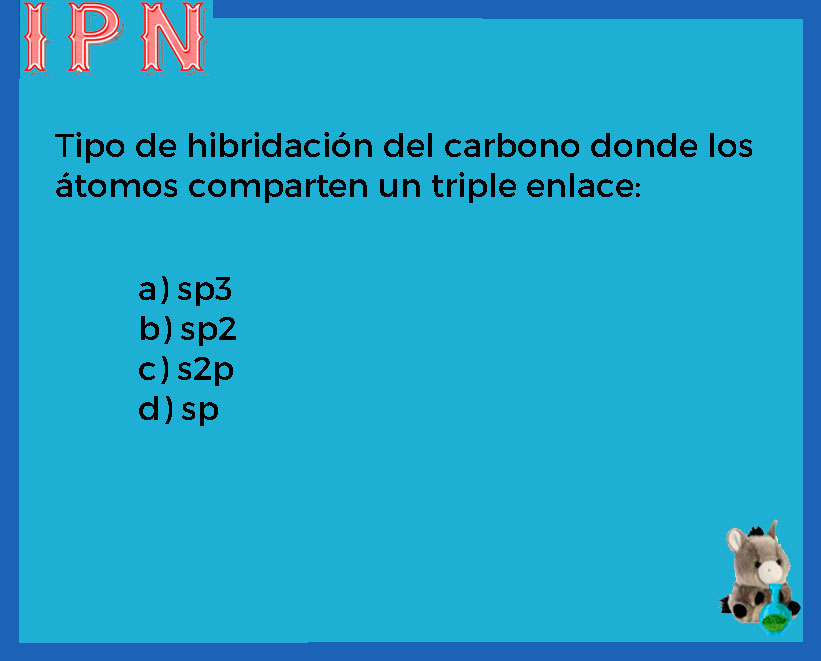 IPN
Tipo de hibridación del carbono donde los
átomos comparten un triple enlace:
a) sp3
b) sp2
c) s2p
d) sp